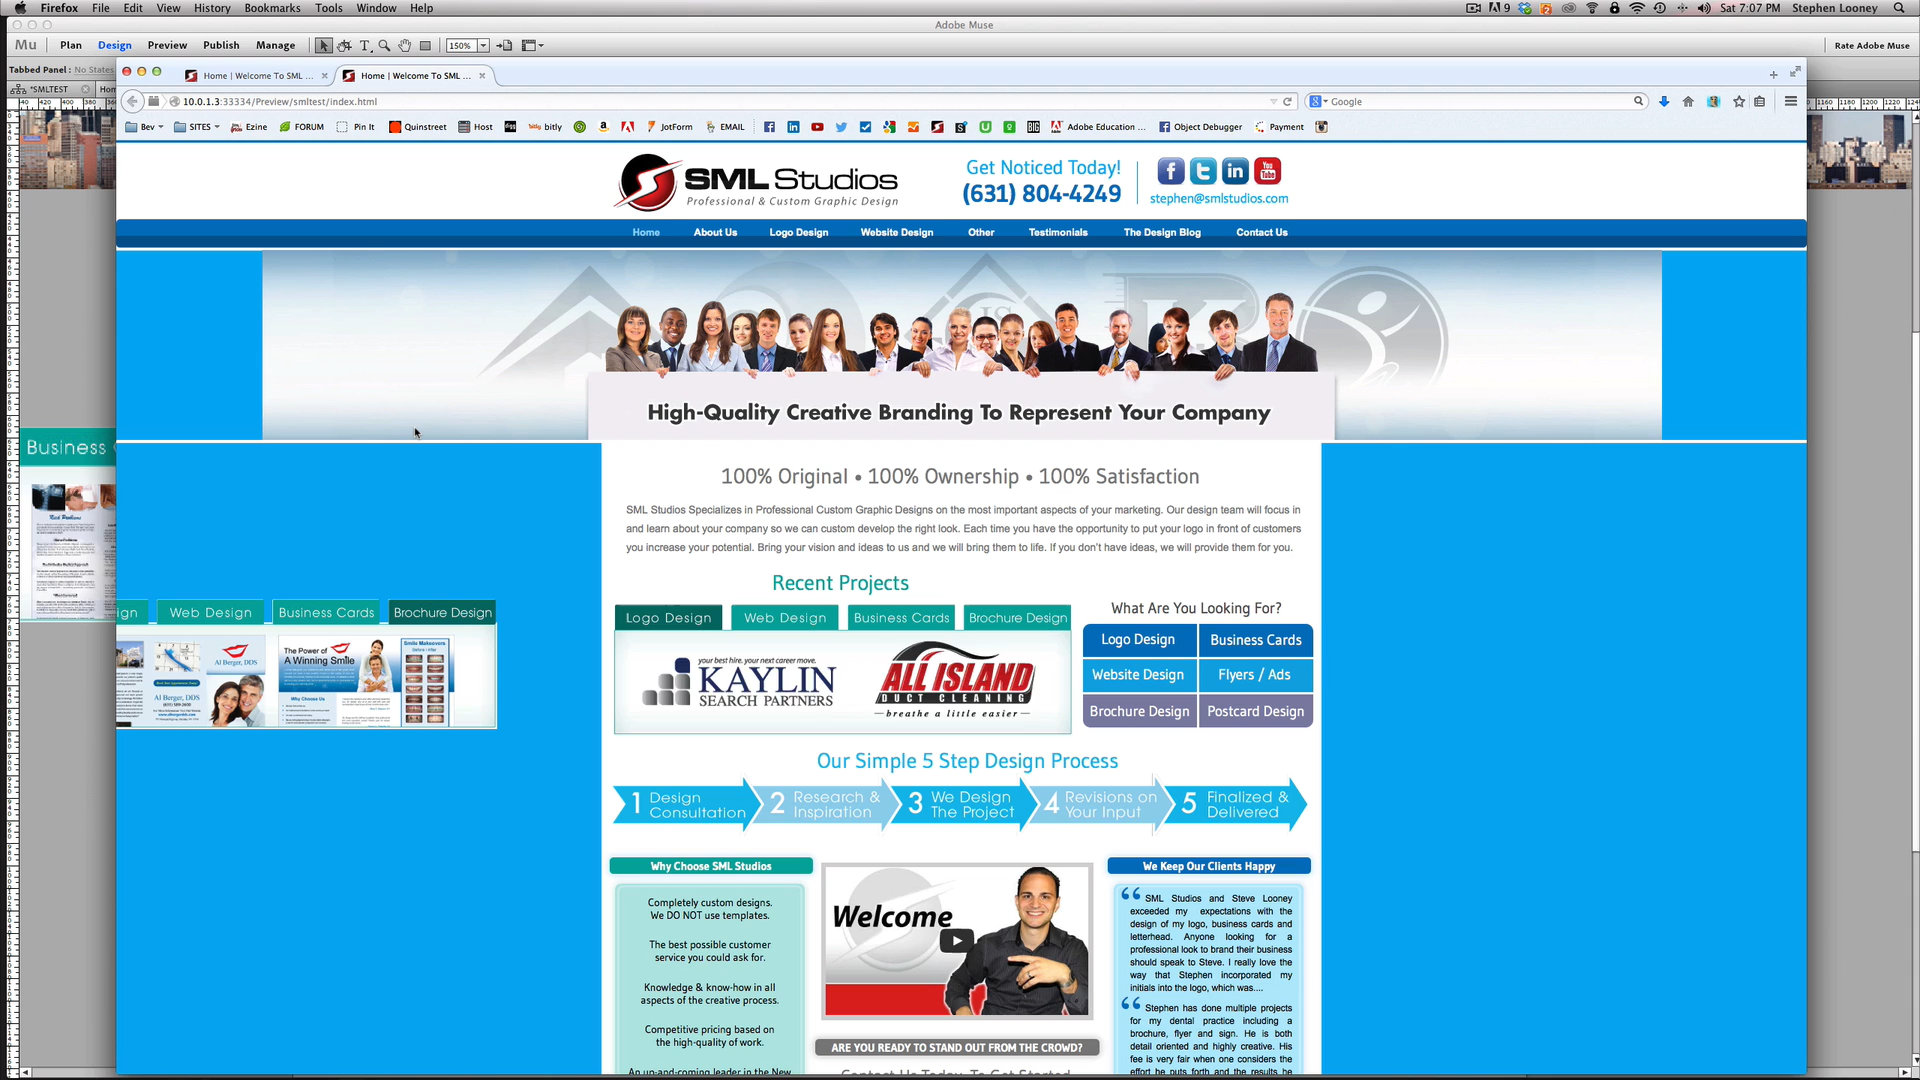 Firefox File Edit View History Bookmarks Tools Window Help
9 Sat 7:07 PM Stephen Looney
Adobe Muse
Mu Plan Design Preview Publish Manage 150% Rate Adobe Muse
Tabbed Panel : No States
*SMLTEST
Home | Welcome To SML ... Home | Welcome To SML ...
10.0.1.3:33334/Preview/smltest/index.html Google
Bev SITES Ezine FORUM Pin It Quinstreet Host bitly JotForm EMAIL Adobe Education ... Object Debugger Payment
SML Studios
Professional & Custom Graphic Design
Get Noticed Today!
(631) 804-4249
stephen@smlstudios.com
Home About Us Logo Design Website Design Other Testimonials The Design Blog Contact Us
High-Quality Creative Branding To Represent Your Company
Business
100% Original • 100% Ownership • 100% Satisfaction
SML Studios Specializes in Professional Custom Graphic Designs on the most important aspects of your marketing. Our design team will focus in
and learn about your company so we can custom develop the right look. Each time you have the opportunity to put your logo in front of customers
you increase your potential. Bring your vision and ideas to us and we will bring them to life. If you don't have ideas, we will provide them for you.
Recent Projects
Logo Design Web Design Business Cards Brochure Design
your best hire. your next career move.
KAYLIN
SEARCH PARTNERS
ALL ISLAND
DUCT CLEANING
breathe a little easier
What Are You Looking For?
Logo Design Business Cards
Website Design Flyers / Ads
Brochure Design Postcard Design
Web Design Business Cards Brochure Design
Al Berger, DDS
Al Berger, DDS
The Power of
A Winning Smile
Smile Makeovers
Our Simple 5 Step Design Process
1 Design Consultation
2 Research & Inspiration
3 We Design The Project
4 Revisions on Your Input
5 Finalized & Delivered
Why Choose SML Studios
Completely custom designs.
We DO NOT use templates.
The best possible customer
service you could ask for.
Knowledge & know-how in all
aspects of the creative process.
Competitive pricing based on
the high-quality of work.
An up-and-coming leader in the New
Welcome
ARE YOU READY TO STAND OUT FROM THE CROWD?
Contact Us Today, To Get Started
We Keep Our Clients Happy
“ SML Studios and Steve Looney
exceeded my expectations with the
design of my logo, business cards and
letterhead. Anyone looking for a
professional look to brand their business
should speak to Steve. I really love the
way that Stephen incorporated my
initials into the logo, which was....
“ Stephen has done multiple projects
for my dental practice including a
brochure, flyer and sign. He is both
detail oriented and highly creative. His
fee is very fair when one considers the
effort he puts forth and the results he